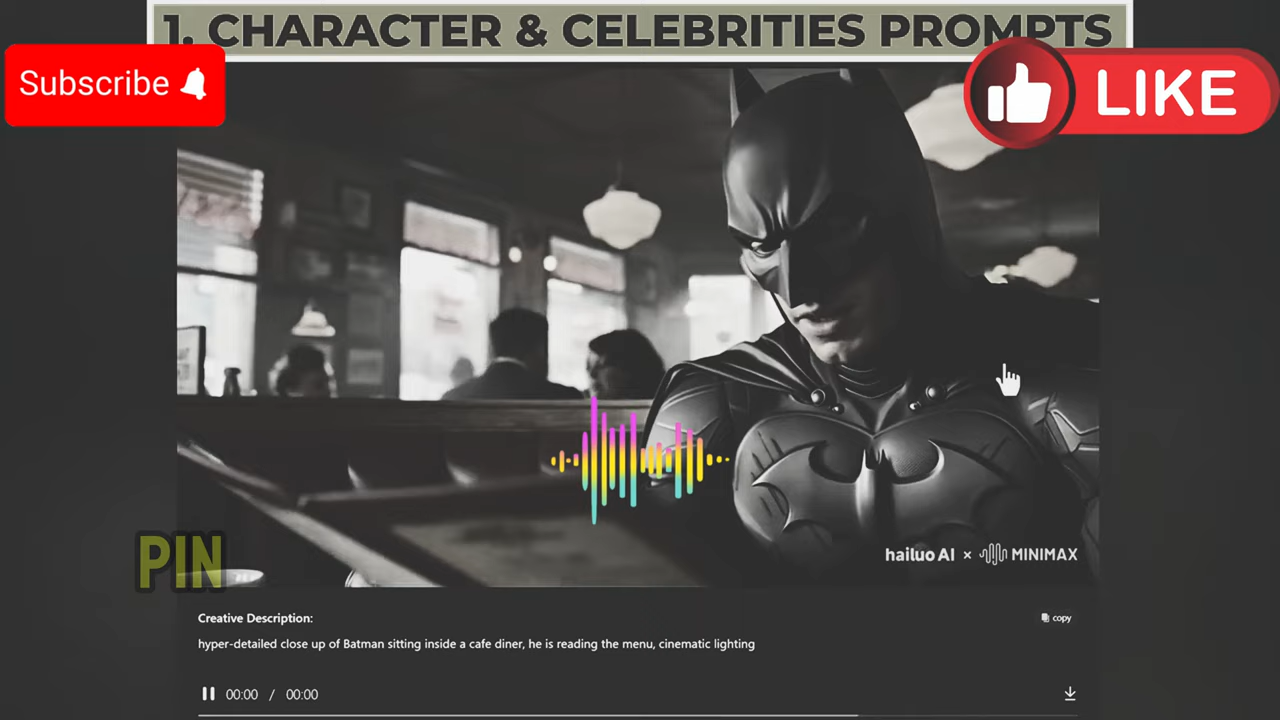 1. CHARACTER & CELEBRITIES PROMPTS
Subscribe
LIKE
hailuo AI × MINIMAX
PIN
Creative Description:
copy
hyper-detailed close up of Batman sitting inside a cafe diner, he is reading the menu, cinematic lighting
00:00 / 00:00